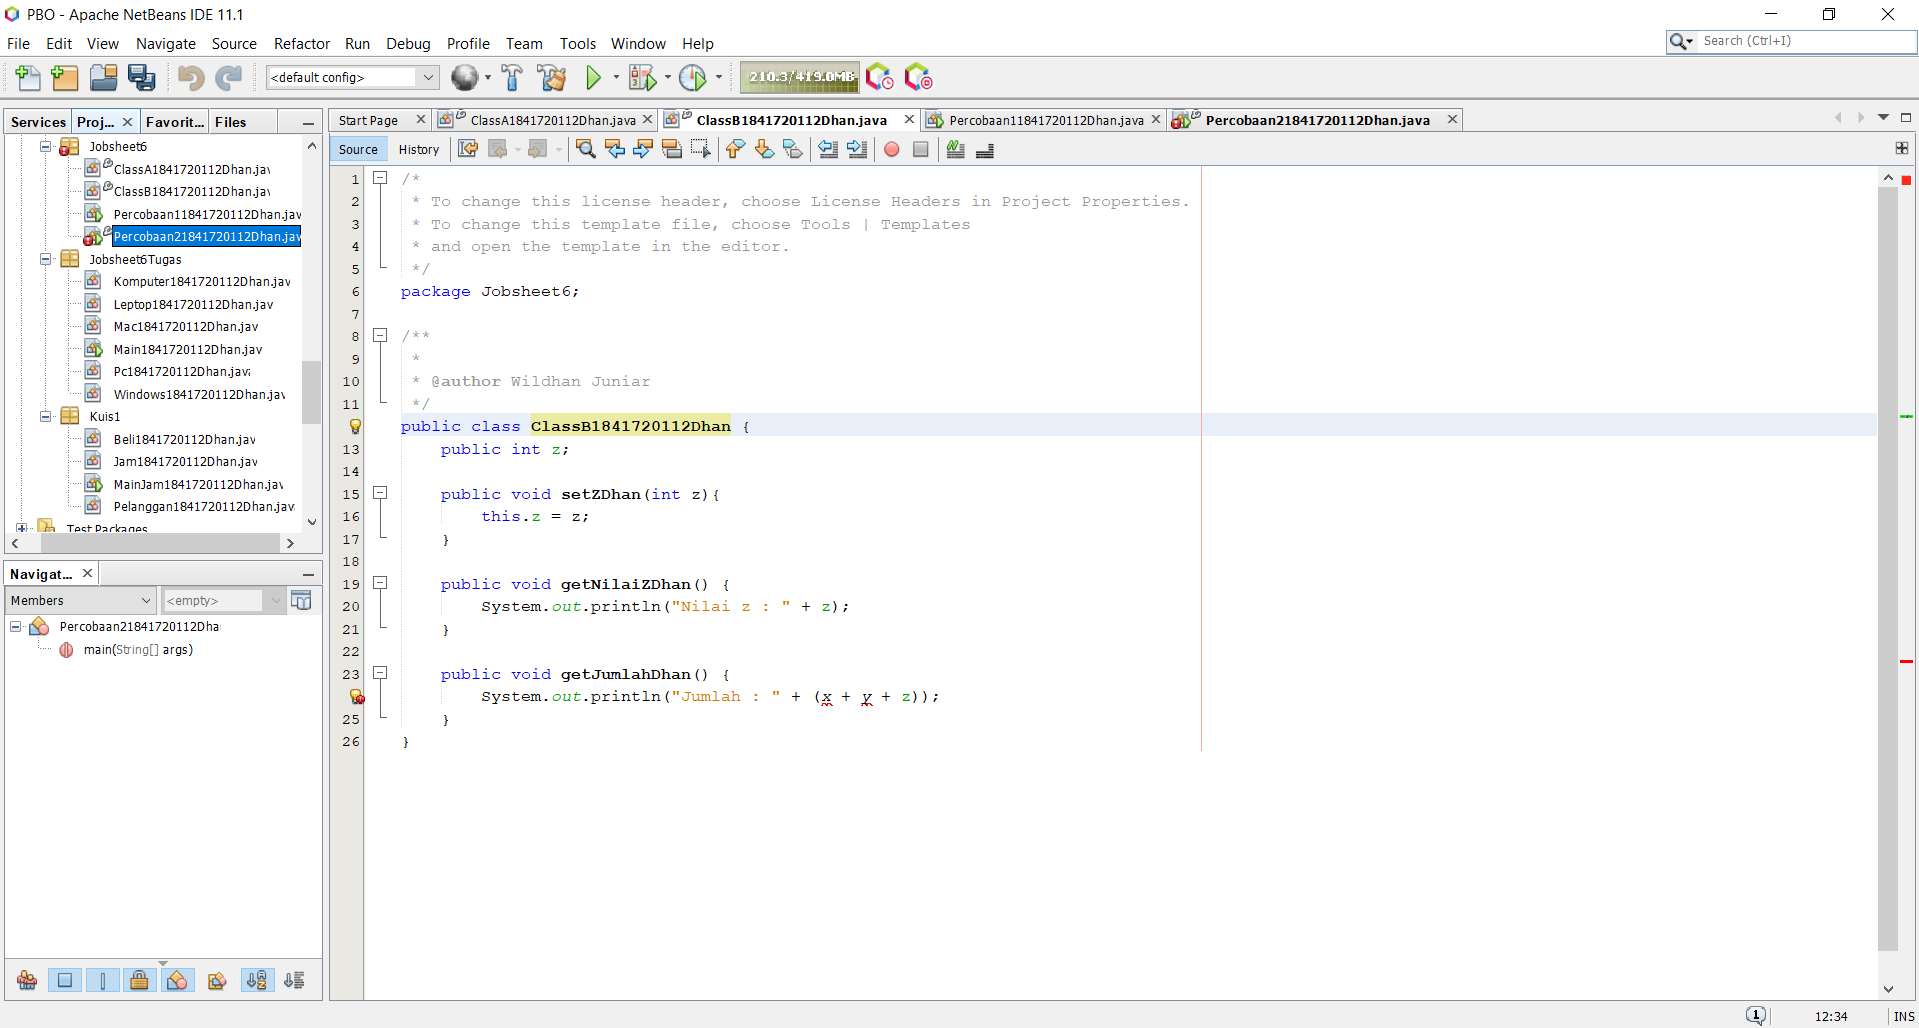 PBO - Apache NetBeans IDE 11.1
File Edit View Navigate Source Refactor Run Debug Profile Team Tools Window Help
Search (Ctrl+I)
<default config>
210.3/419.0MB
Services Proj... Favorit... Files
Jobsheet6
ClassA1841720112Dhan.jav
ClassB1841720112Dhan.jav
Percobaan11841720112Dhan.jav
Percobaan21841720112Dhan.jav
Jobsheet6Tugas
Komputer1841720112Dhan.jav
Leptop1841720112Dhan.jav
Mac1841720112Dhan.jav
Main1841720112Dhan.jav
Pc1841720112Dhan.java
Windows1841720112Dhan.jav
Kuis1
Beli1841720112Dhan.jav
Jam1841720112Dhan.jav
MainJam1841720112Dhan.jav
Pelanggan1841720112Dhan.java
Test Packages
Navigat...
Members
<empty>
Percobaan21841720112Dha
main(String[] args)
Start Page ClassA1841720112Dhan.java ClassB1841720112Dhan.java Percobaan11841720112Dhan.java Percobaan21841720112Dhan.java
Source History
1 /*
2 * To change this license header, choose License Headers in Project Properties.
3 * To change this template file, choose Tools | Templates
4 * and open the template in the editor.
5 */
6 package Jobsheet6;
7
8 /**
9 *
10 * @author Wildhan Juniar
11 */
public class ClassB1841720112Dhan {
13 public int z;
14
15 public void setZDhan(int z){
16 this.z = z;
17 }
18
19 public void getNilaiZDhan() {
20 System.out.println("Nilai z : " + z);
21 }
22
23 public void getJumlahDhan() {
System.out.println("Jumlah : " + (x + y + z));
25 }
26 }
1
12:34
INS